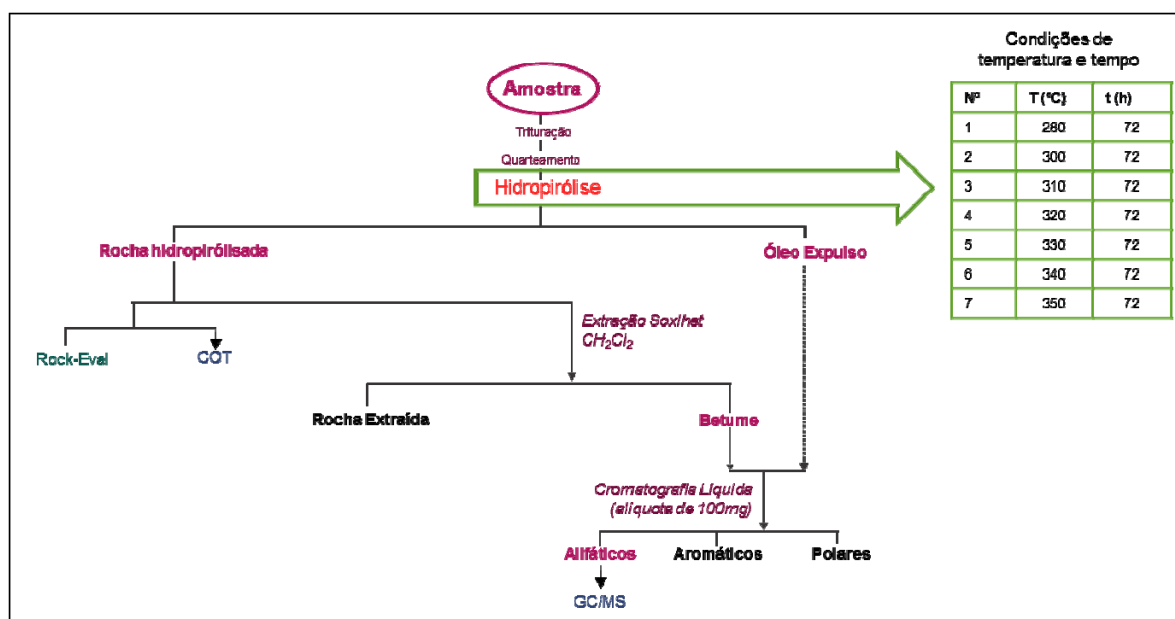 Condições de
temperatura e tempo
Nº T (ºC) t (h)
1 280 72
2 300 72
3 310 72
4 320 72
5 330 72
6 340 72
7 350 72
Amostra
Trituração
Quarteamento
Hidropirólise
Rocha hidropirólisada
Óleo Expulso
Extração Soxlhet
CH₂Cl₂
Rock-Eval
COT
Rocha Extraída
Betume
Cromatografia Líquida
(alíquota de 100mg)
Alifáticos Aromáticos Polares
GC/MS